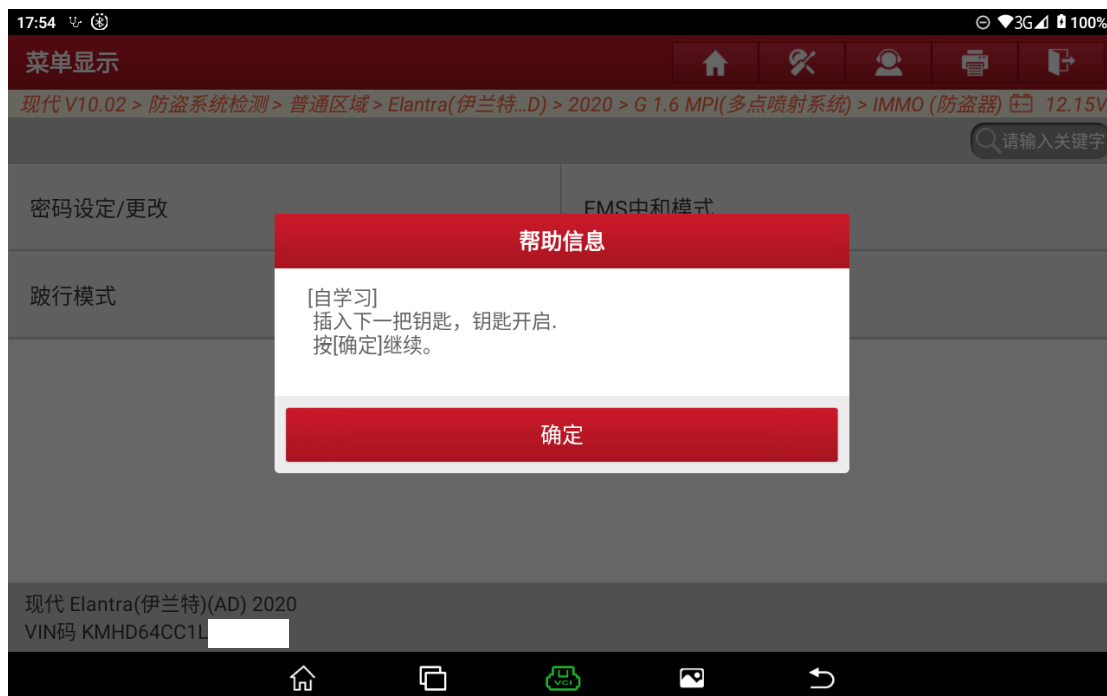 17:54 3G 100%
菜单显示
现代 V10.02 > 防盗系统检测 > 普通区域 > Elantra(伊兰特...D) > 2020 > G 1.6 MPI(多点喷射系统) > IMMO (防盗器) 12.15V
请输入关键字
密码设定/更改 EMS中和模式
帮助信息
跛行模式
[自学习]
插入下一把钥匙，钥匙开启.
按[确定]继续。
确定
现代 Elantra(伊兰特)(AD) 2020
VIN码 KMHD64CC1L
VCI